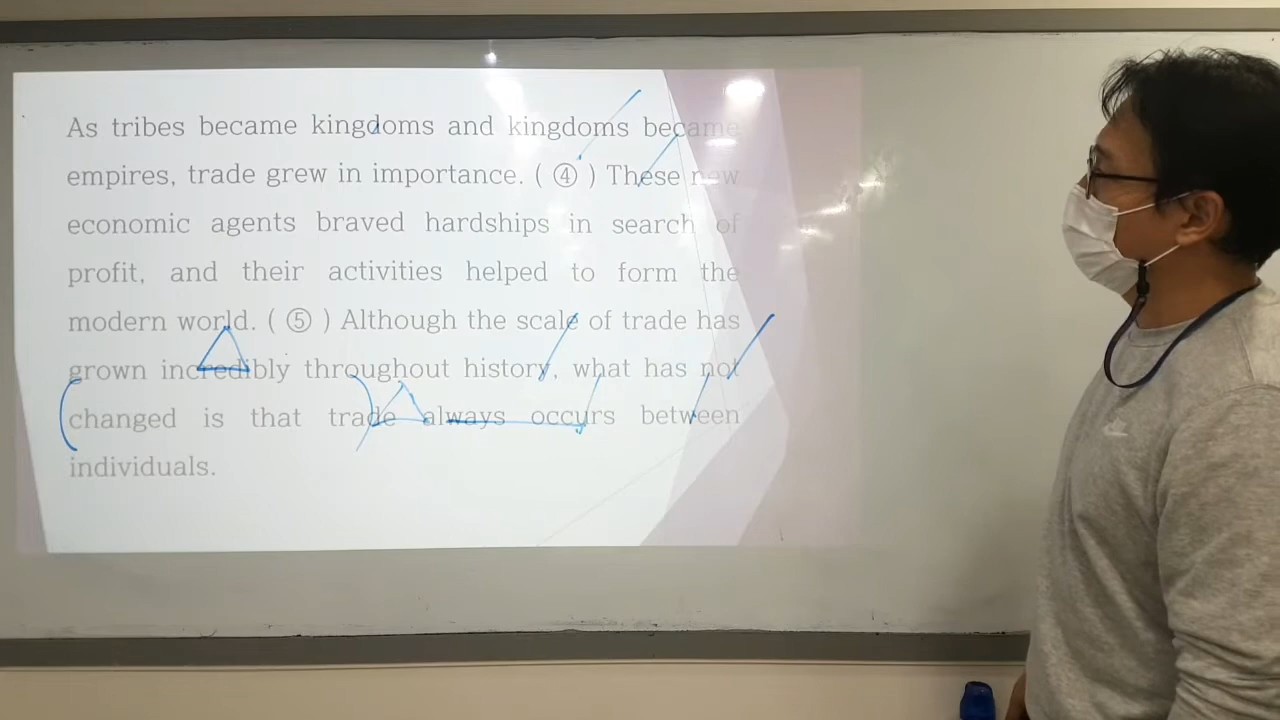 As tribes became kingdoms and kingdoms became
empires, trade grew in importance. ( ④ ) These new
economic agents braved hardships in search of
profit, and their activities helped to form the
modern world. ( ⑤ ) Although the scale of trade has
grown incredibly throughout history, what has not
changed is that trade always occurs between
individuals.